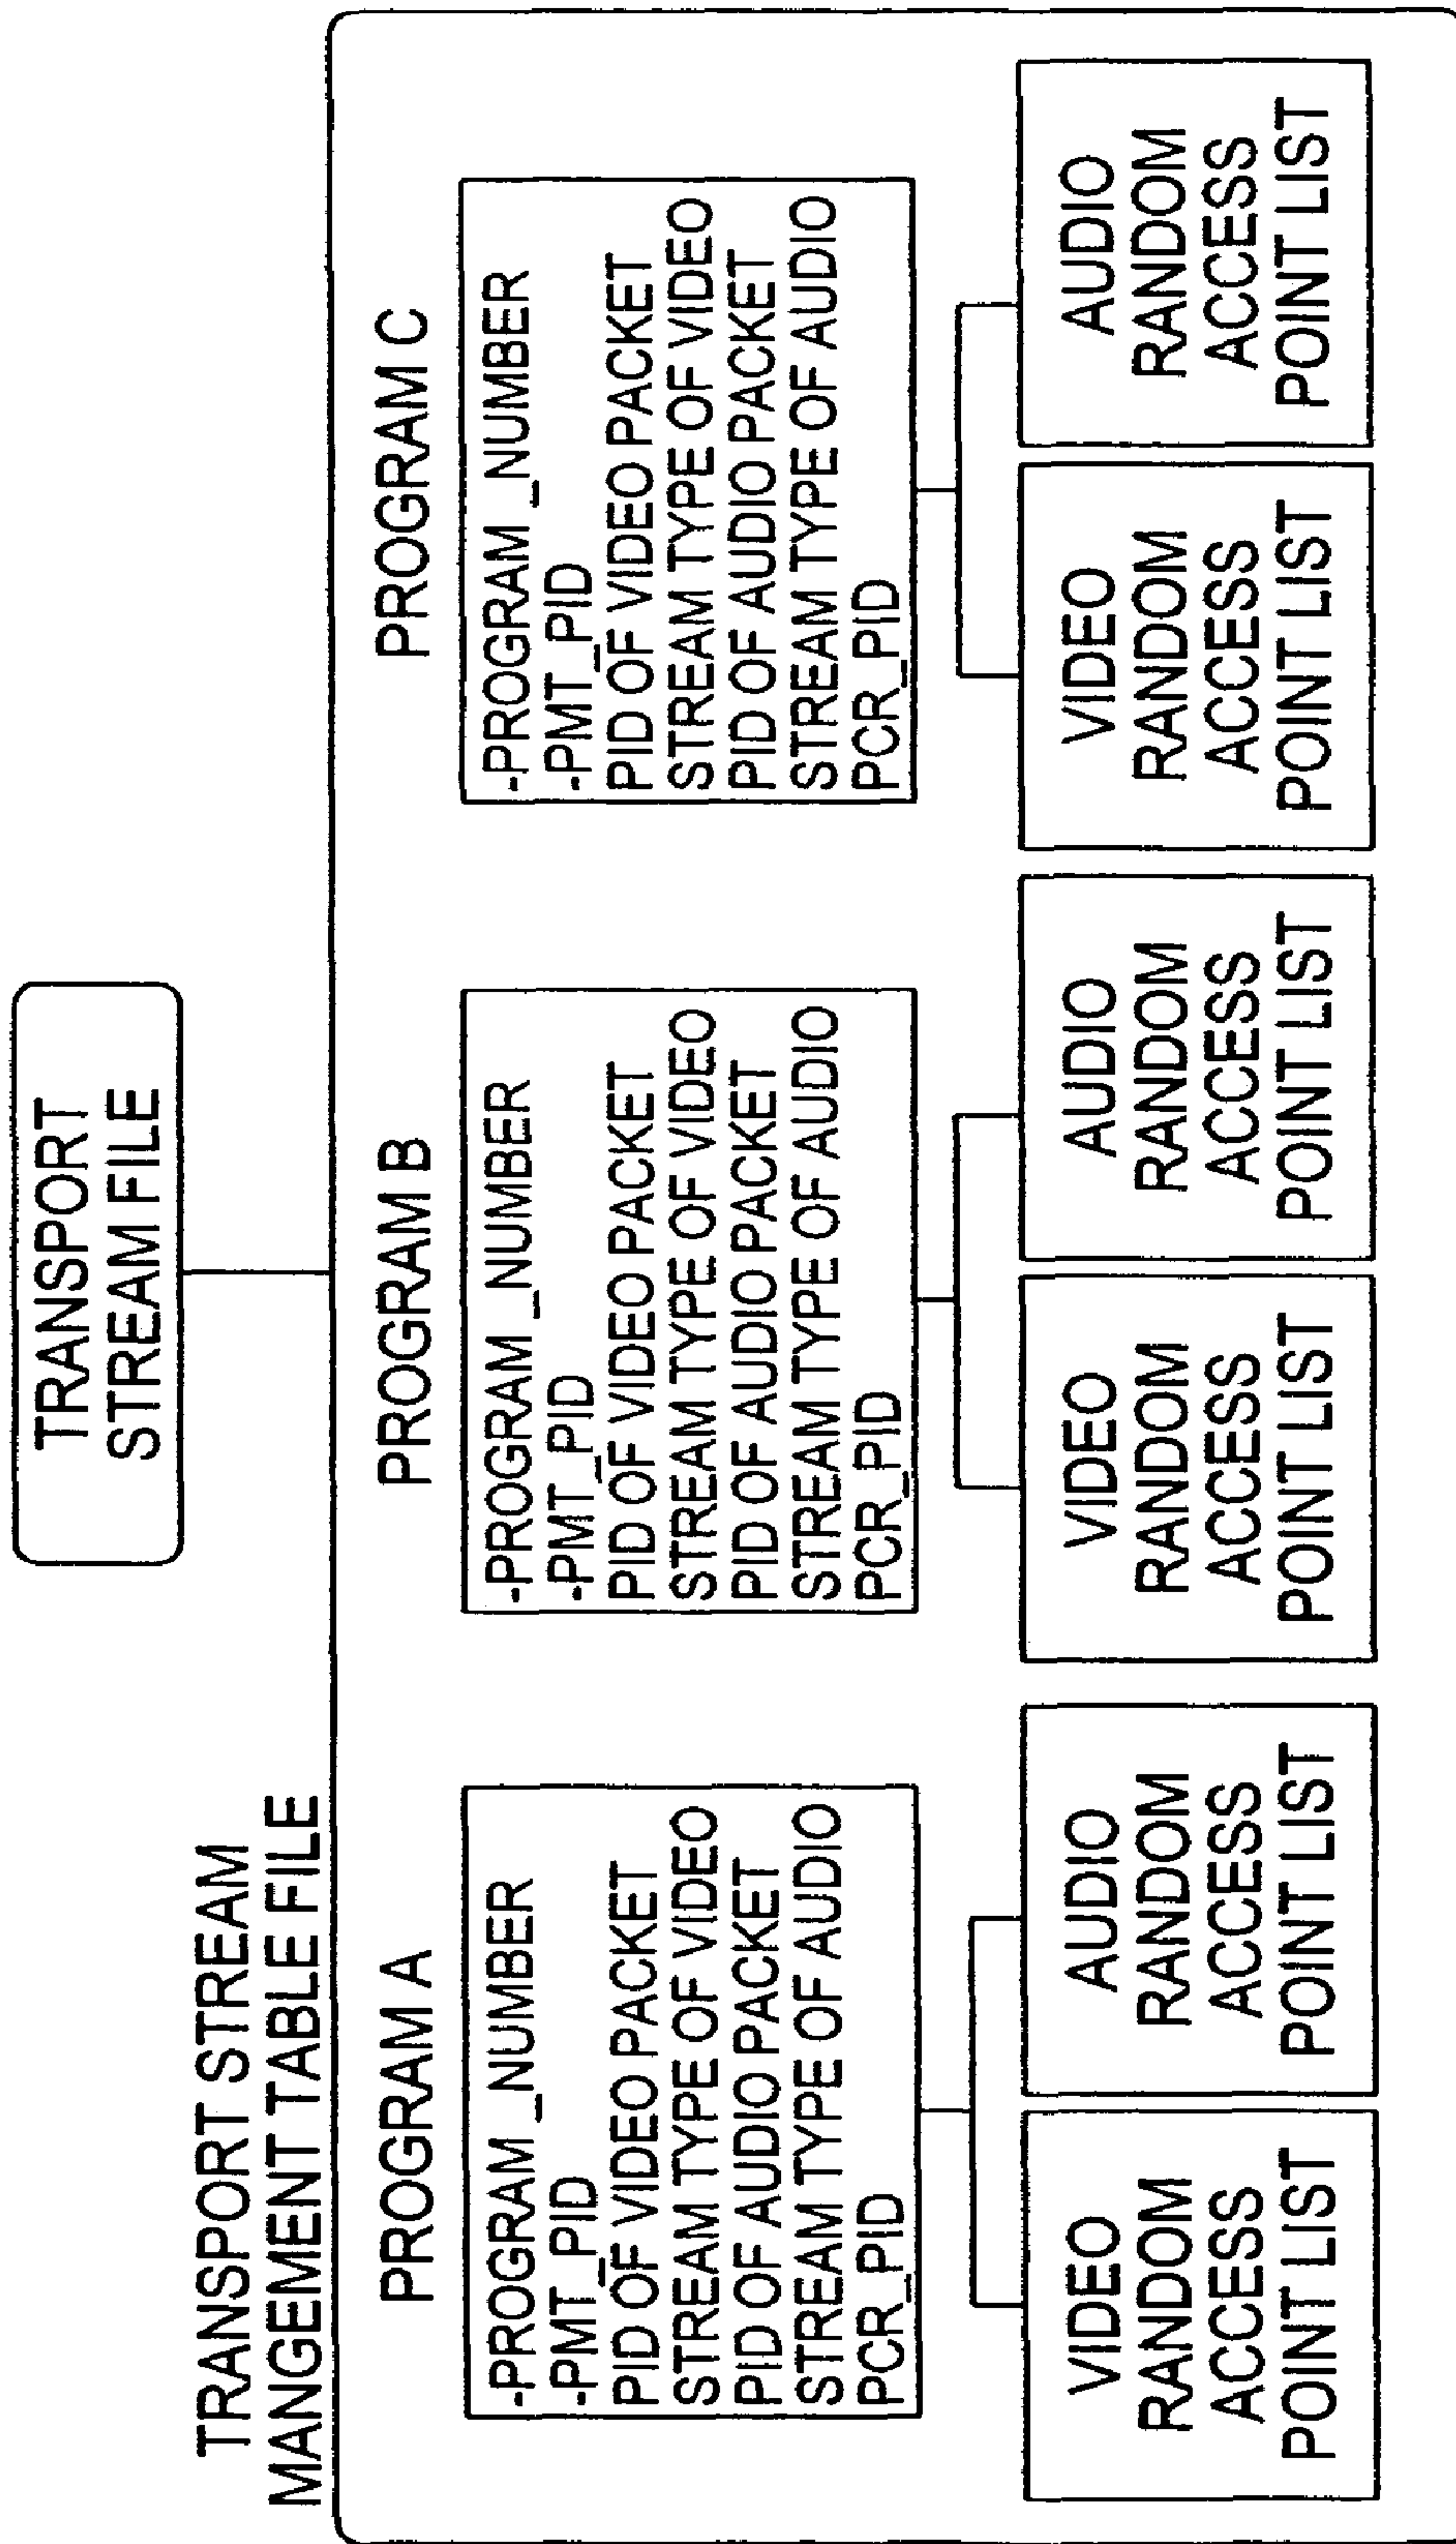 TRANSPORT
STREAM FILE
TRANSPORT STREAM
MANGEMENT TABLE FILE
PROGRAM A
-PROGRAM _NUMBER
-PMT_PID
PID OF VIDEO PACKET
STREAM TYPE OF VIDEO
PID OF AUDIO PACKET
STREAM TYPE OF AUDIO
PCR_PID
VIDEO
RANDOM
ACCESS
POINT LIST
AUDIO
RANDOM
ACCESS
POINT LIST
PROGRAM B
-PROGRAM _NUMBER
-PMT_PID
PID OF VIDEO PACKET
STREAM TYPE OF VIDEO
PID OF AUDIO PACKET
STREAM TYPE OF AUDIO
PCR_PID
VIDEO
RANDOM
ACCESS
POINT LIST
AUDIO
RANDOM
ACCESS
POINT LIST
PROGRAM C
-PROGRAM _NUMBER
-PMT_PID
PID OF VIDEO PACKET
STREAM TYPE OF VIDEO
PID OF AUDIO PACKET
STREAM TYPE OF AUDIO
PCR_PID
VIDEO
RANDOM
ACCESS
POINT LIST
AUDIO
RANDOM
ACCESS
POINT LIST